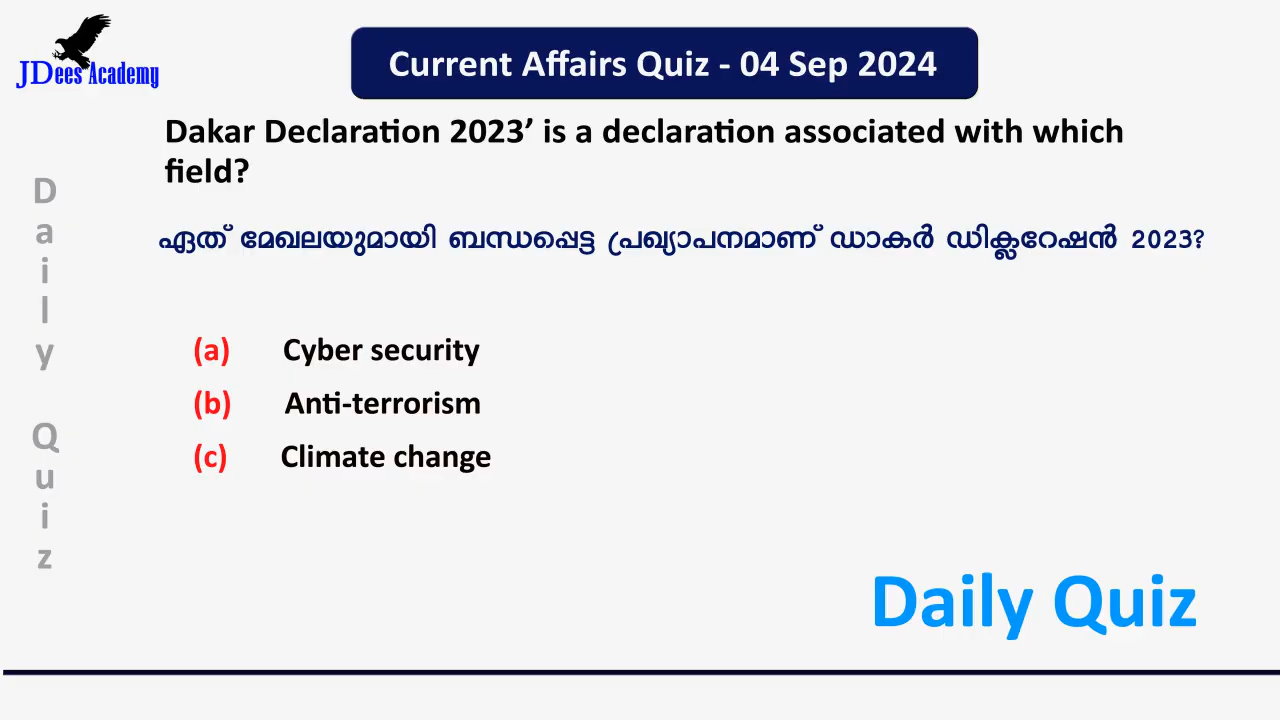 JDees Academy
Current Affairs Quiz - 04 Sep 2024
Dakar Declaration 2023’ is a declaration associated with which
field?
ഏത് മേഖലയുമായി ബന്ധപ്പെട്ട പ്രഖ്യാപനമാണ് ഡാകർ ഡിക്ലറേഷൻ 2023?
(a) Cyber security
(b) Anti-terrorism
(c) Climate change
Daily Quiz
Daily Quiz